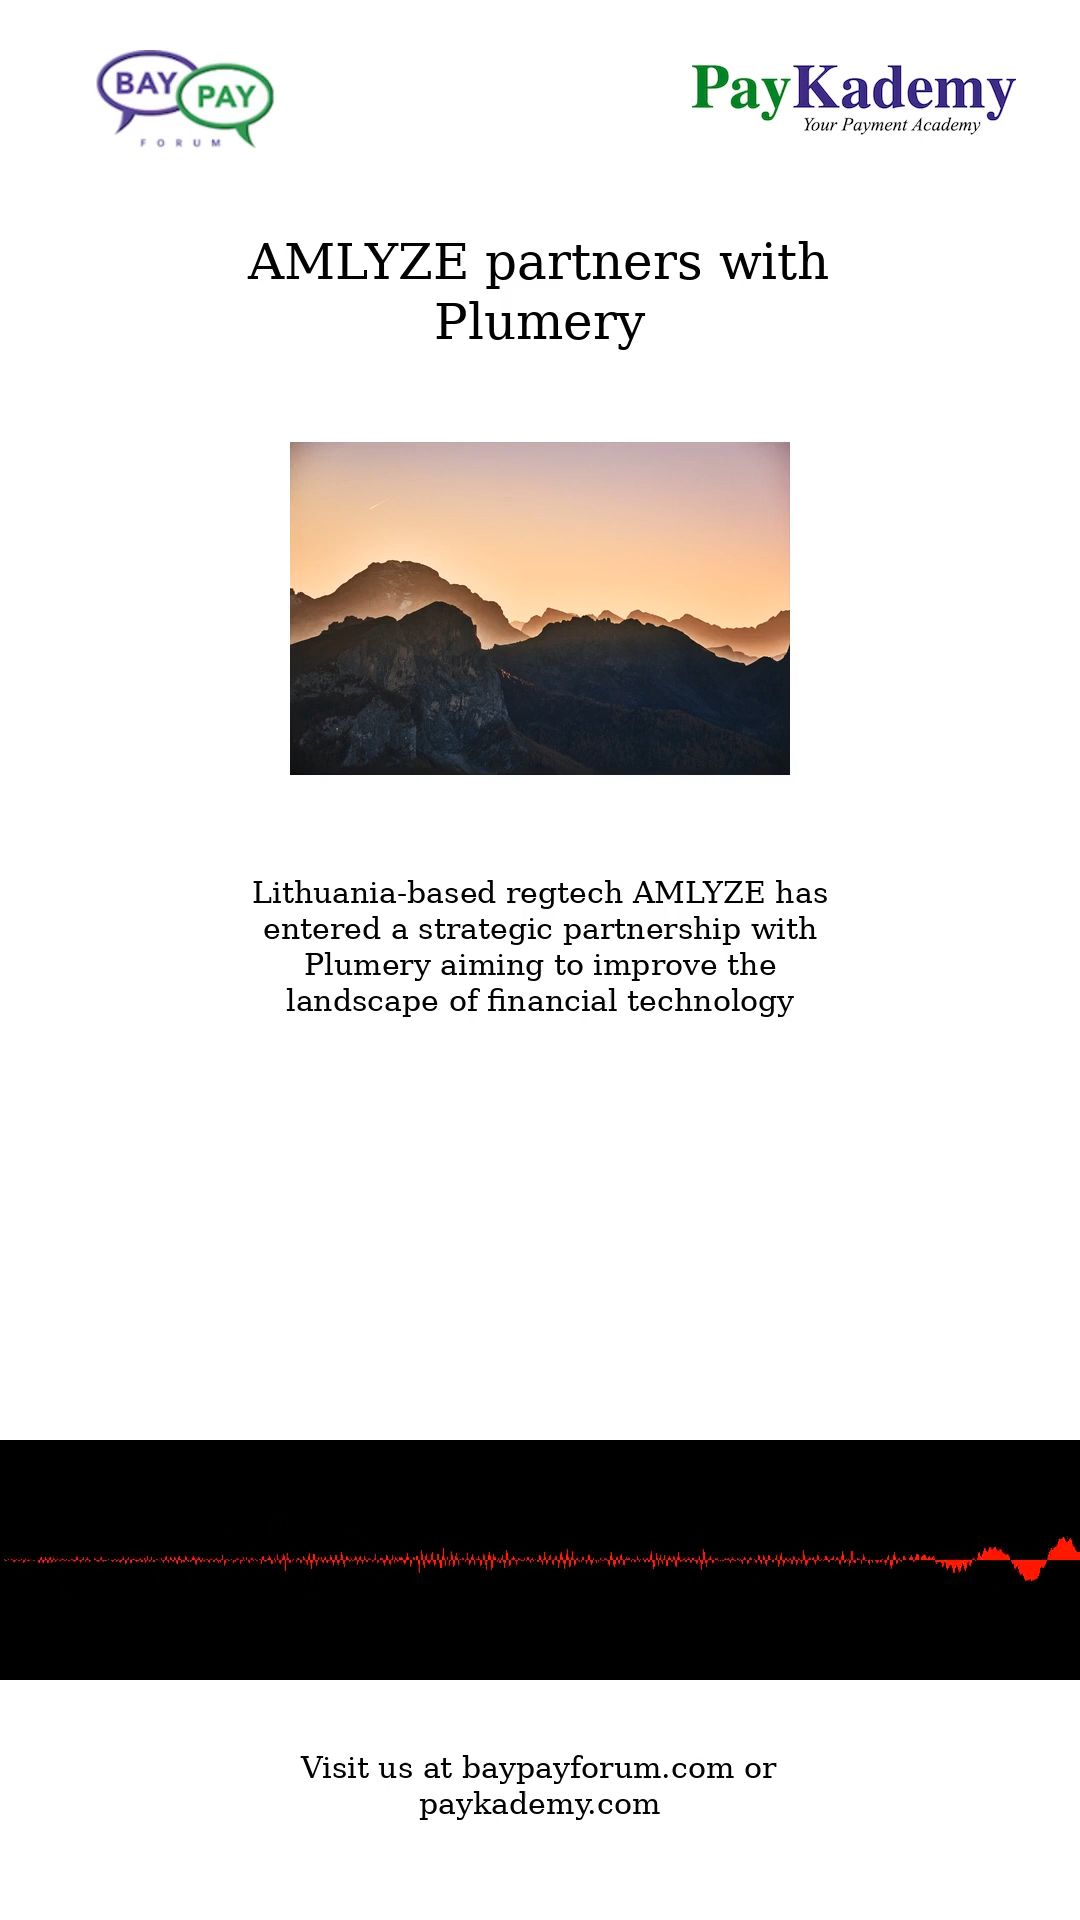 BAY PAY
FORUM
PayKademy
Your Payment Academy
AMLYZE partners with
Plumery
Lithuania-based regtech AMLYZE has
entered a strategic partnership with
Plumery aiming to improve the
landscape of financial technology
Visit us at baypayforum.com or
paykademy.com